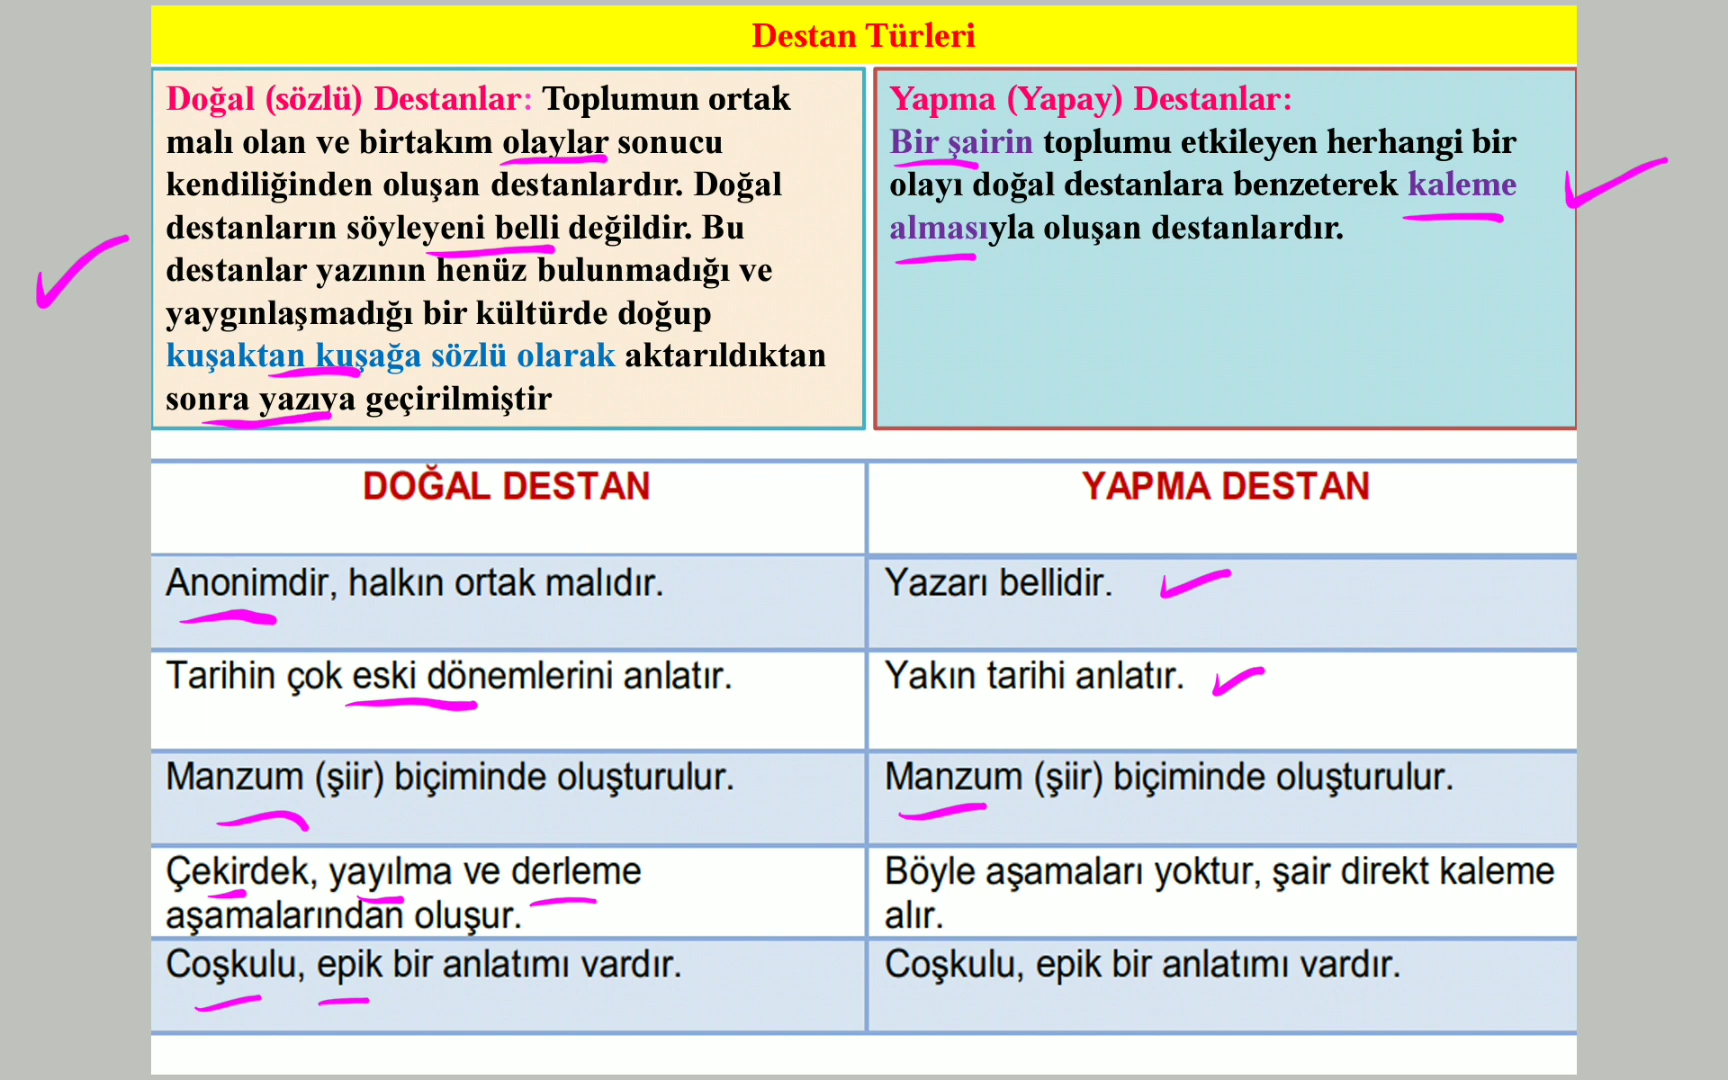 Destan Türleri
Doğal (sözlü) Destanlar: Toplumun ortak
malı olan ve birtakım olaylar sonucu
kendiliğinden oluşan destanlardır. Doğal
destanların söyleyeni belli değildir. Bu
destanlar yazının henüz bulunmadığı ve
yaygınlaşmadığı bir kültürde doğup
kuşaktan kuşağa sözlü olarak aktarıldıktan
sonra yazıya geçirilmiştir
Yapma (Yapay) Destanlar:
Bir şairin toplumu etkileyen herhangi bir
olayı doğal destanlara benzeterek kaleme
almasıyla oluşan destanlardır.
DOĞAL DESTAN
YAPMA DESTAN
Anonimdir, halkın ortak malıdır.
Yazarı bellidir.
Tarihin çok eski dönemlerini anlatır.
Yakın tarihi anlatır.
Manzum (şiir) biçiminde oluşturulur.
Manzum (şiir) biçiminde oluşturulur.
Çekirdek, yayılma ve derleme
aşamalarından oluşur.
Böyle aşamaları yoktur, şair direkt kaleme
alır.
Coşkulu, epik bir anlatımı vardır.
Coşkulu, epik bir anlatımı vardır.